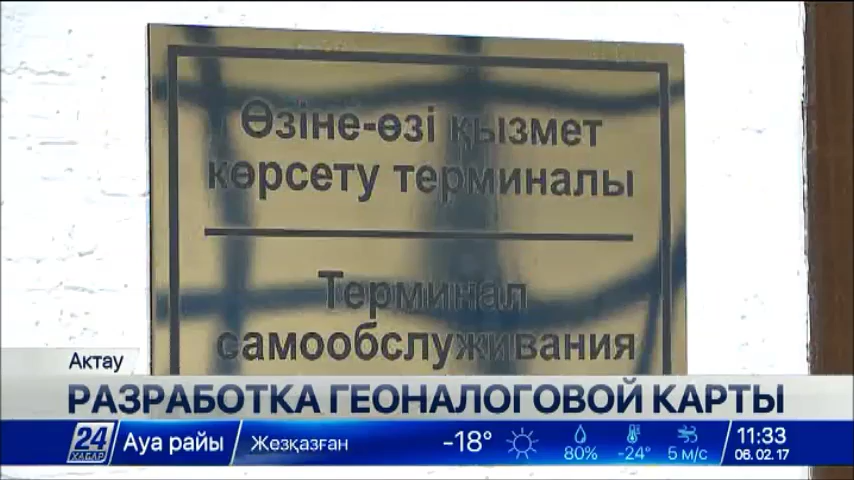 Өзіне-өзі қызмет
көрсету терминалы
Терминал
самообслуживания
Актау
РАЗРАБОТКА ГЕОНАЛОГОВОЙ КАРТЫ
24 ХАБАР Ауа райы Жезқазған -18° 80% -24° 5 м/с 11:33
06.02.17